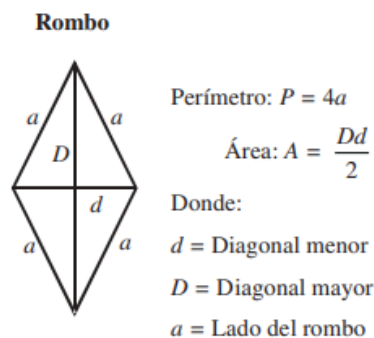 Rombo
a
a
D
d
a
a
Perímetro: P = 4a
Área: A = Dd/2
Donde:
d = Diagonal menor
D = Diagonal mayor
a = Lado del rombo